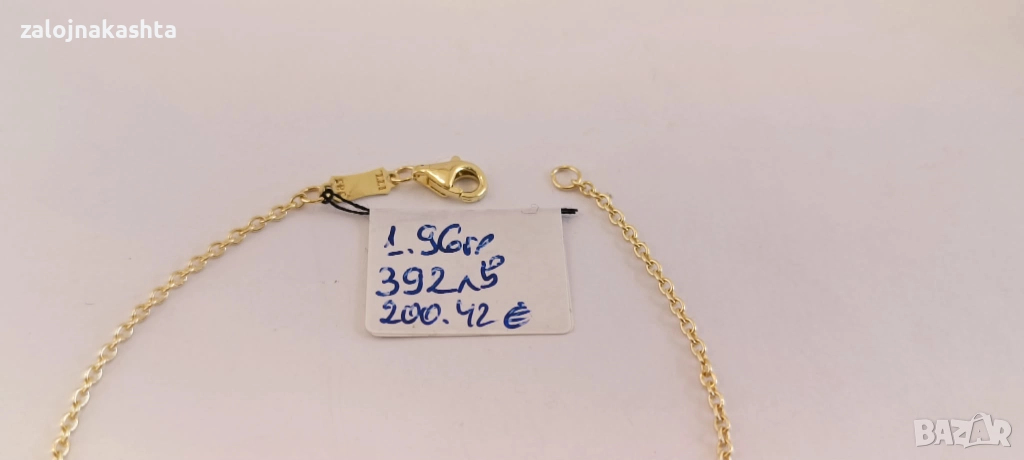 zalojnakashta
1.96гр
392лв
200.42 €
BAZAR